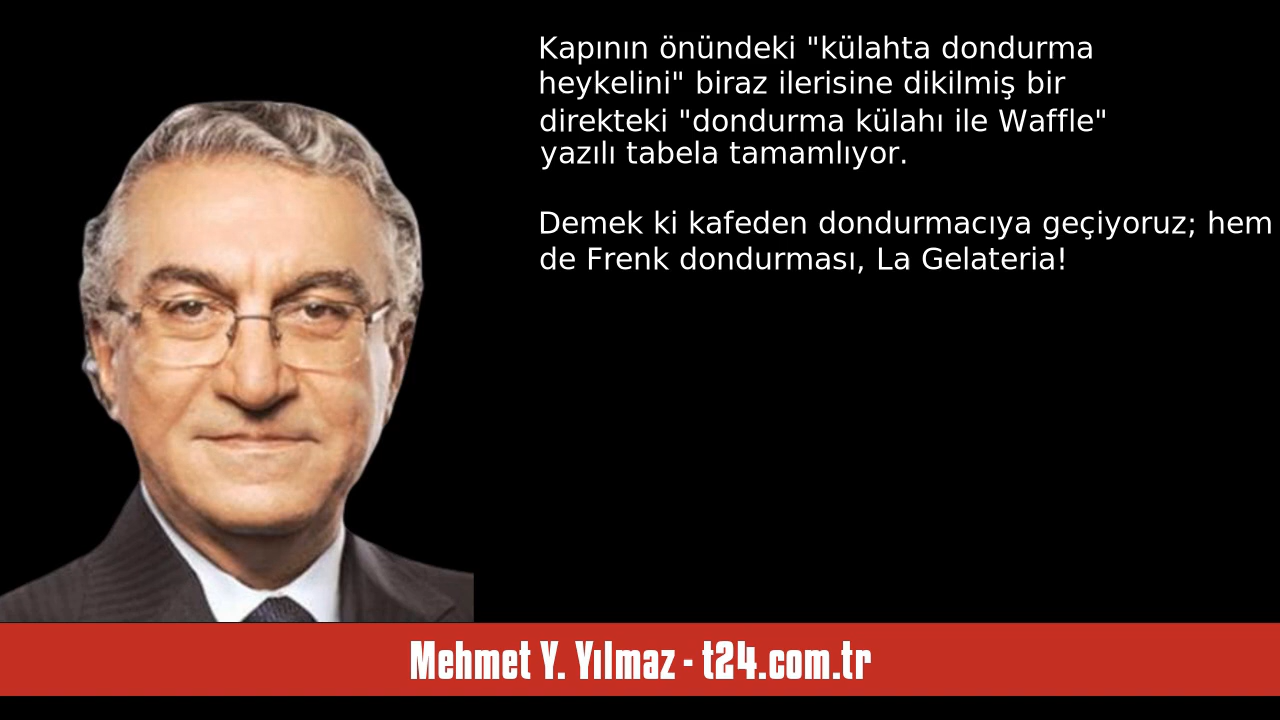 Kapının önündeki "külahta dondurma
heykelini" biraz ilerisine dikilmiş bir
direkteki "dondurma külahı ile Waffle"
yazılı tabela tamamlıyor.
Demek ki kafeden dondurmacıya geçiyoruz; hem
de Frenk dondurması, La Gelateria!
Mehmet Y. Yılmaz - t24.com.tr